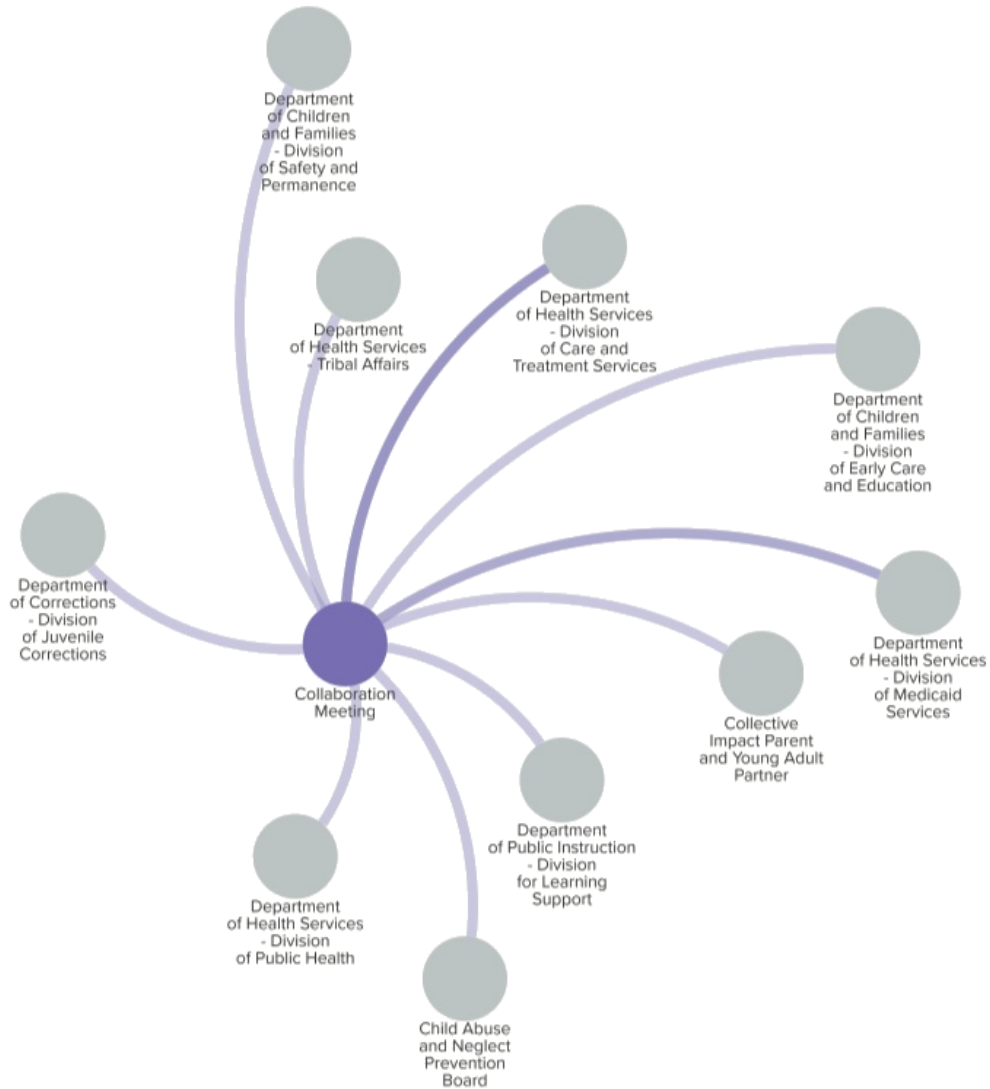 Department
of Children
and Families
- Division
of Safety and
Permanence
Department
of Health Services
- Tribal Affairs
Department
of Health Services
- Division
of Care and
Treatment Services
Department
of Children
and Families
- Division
of Early Care
and Education
Department
of Corrections
- Division
of Juvenile
Corrections
Collaboration
Meeting
Department
of Health Services
- Division
of Medicaid
Services
Collective
Impact Parent
and Young Adult
Partner
Department
of Public Instruction
- Division
for Learning
Support
Department
of Health Services
- Division
of Public Health
Child Abuse
and Neglect
Prevention
Board